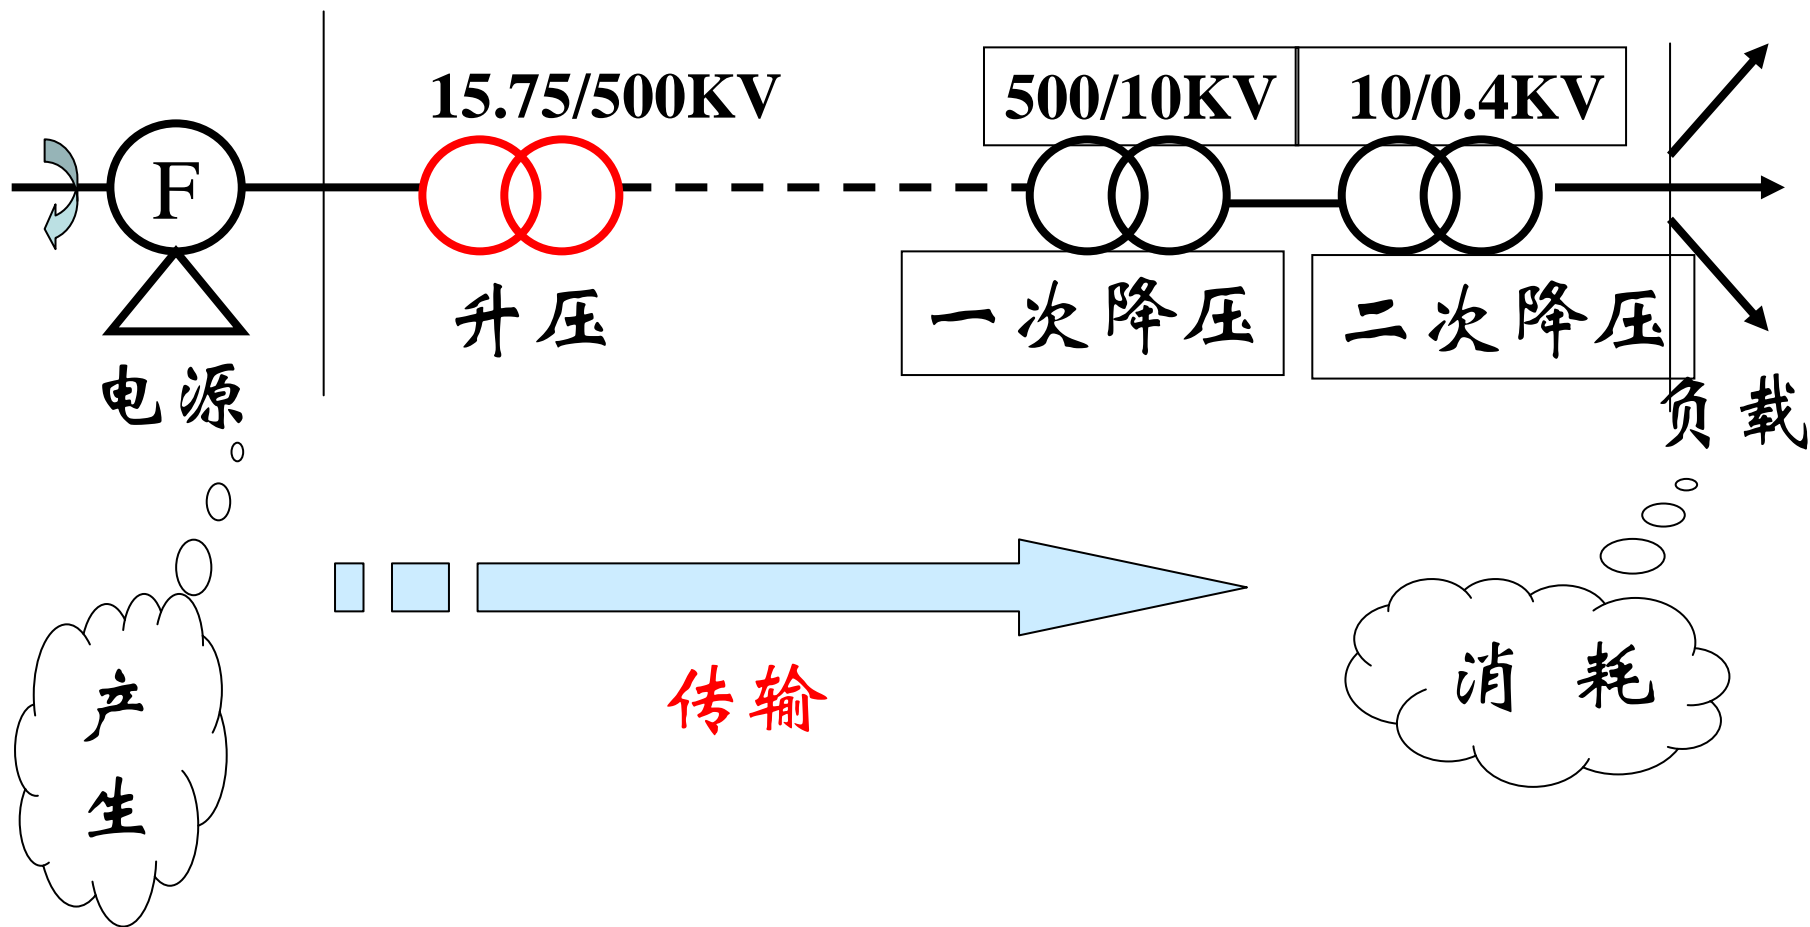 15.75/500KV
500/10KV
10/0.4KV
F
升压
一次降压
二次降压
电源
负载
传输
产
生
消 耗